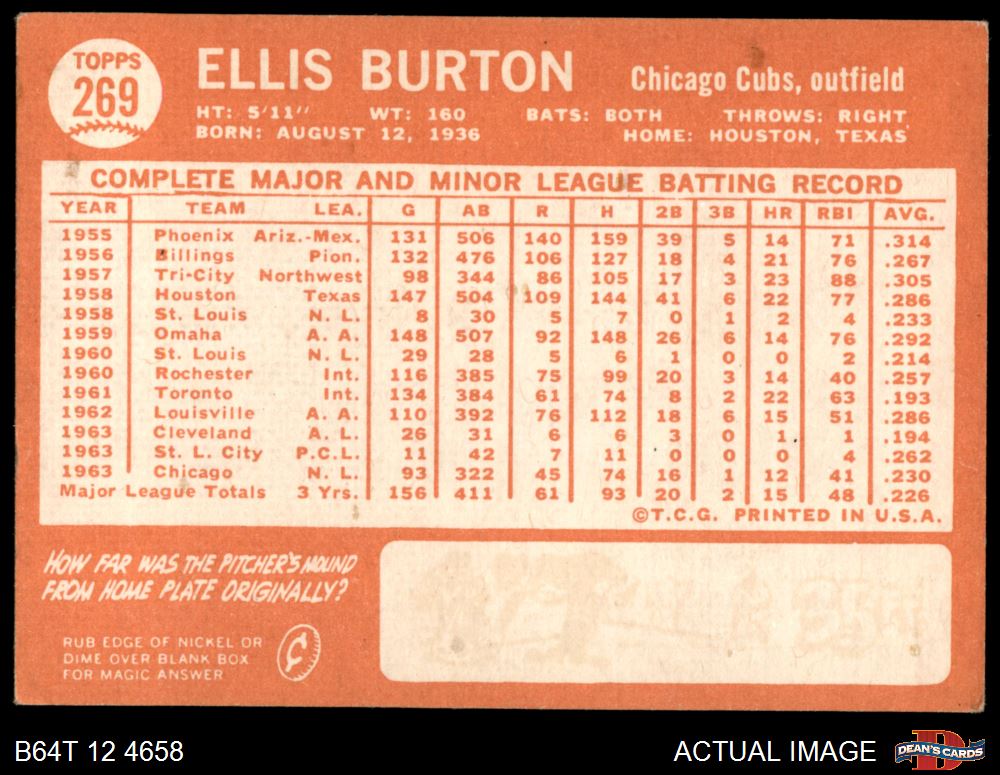 TOPPS
269
ELLIS BURTON
Chicago Cubs, outfield
HT: 5'11" WT: 160 BATS: BOTH THROWS: RIGHT
BORN: AUGUST 12, 1936 HOME: HOUSTON, TEXAS
COMPLETE MAJOR AND MINOR LEAGUE BATTING RECORD
YEAR TEAM LEA. G AB R H 2B 3B HR RBI AVG.
1955 Phoenix Ariz.-Mex. 131 506 140 159 39 5 14 71 .314
1956 Billings Pion. 132 476 106 127 18 4 21 76 .267
1957 Tri-City Northwest 98 344 86 105 17 3 23 88 .305
1958 Houston Texas 147 504 109 144 41 6 22 77 .286
1958 St. Louis N. L. 8 30 5 7 0 1 2 4 .233
1959 Omaha A. A. 148 507 92 148 26 6 14 76 .292
1960 St. Louis N. L. 29 28 5 6 1 0 0 2 .214
1960 Rochester Int. 116 385 75 99 20 3 14 40 .257
1961 Toronto Int. 134 384 61 74 8 2 22 63 .193
1962 Louisville A. A. 110 392 76 112 18 6 15 51 .286
1963 Cleveland A. L. 26 31 6 6 3 0 1 1 .194
1963 St. L. City P.C.L. 11 42 7 11 0 0 0 4 .262
1963 Chicago N. L. 93 322 45 74 16 1 12 41 .230
Major League Totals 3 Yrs. 156 411 61 93 20 2 15 48 .226
©T.C.G. PRINTED IN U.S.A.
HOW FAR WAS THE PITCHER'S MOUND
FROM HOME PLATE ORIGINALLY?
RUB EDGE OF NICKEL OR
DIME OVER BLANK BOX
FOR MAGIC ANSWER
B64T 12 4658
ACTUAL IMAGE
DEAN'S CARDS